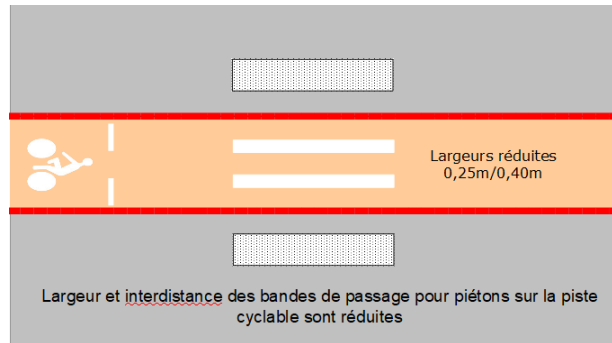 Largeurs réduites
0,25m/0,40m
Largeur et interdistance des bandes de passage pour piétons sur la piste
cyclable sont réduites